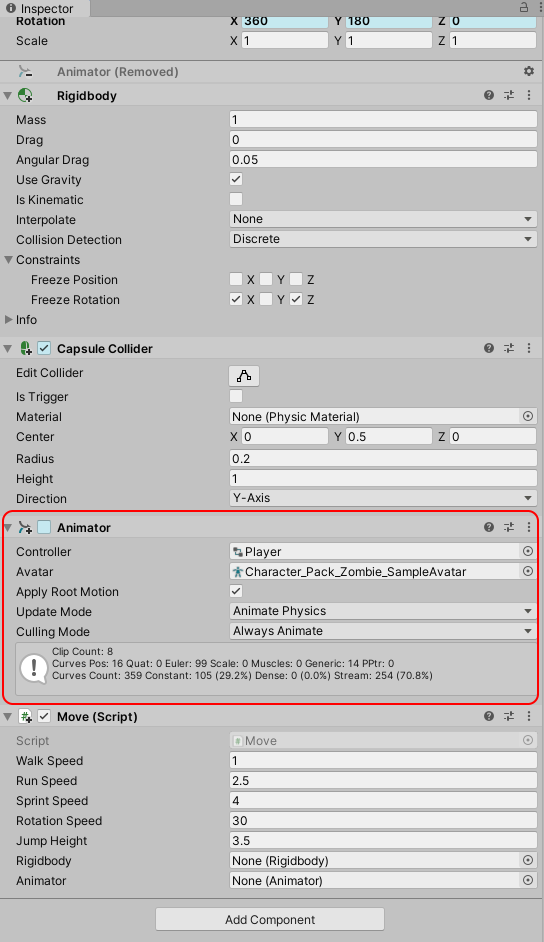 Inspector
Rotation X 360 Y 180 Z 0
Scale X 1 Y 1 Z 1
Animator (Removed)
Rigidbody
Mass 1
Drag 0
Angular Drag 0.05
Use Gravity
Is Kinematic
Interpolate None
Collision Detection Discrete
Constraints
Freeze Position X Y Z
Freeze Rotation X Y Z
Info
Capsule Collider
Edit Collider
Is Trigger
Material None (Physic Material)
Center X 0 Y 0.5 Z 0
Radius 0.2
Height 1
Direction Y-Axis
Animator
Controller Player
Avatar Character_Pack_Zombie_SampleAvatar
Apply Root Motion
Update Mode Animate Physics
Culling Mode Always Animate
Clip Count: 8
Curves Pos: 16 Quat: 0 Euler: 99 Scale: 0 Muscles: 0 Generic: 14 PPtr: 0
Curves Count: 359 Constant: 105 (29.2%) Dense: 0 (0.0%) Stream: 254 (70.8%)
Move (Script)
Script Move
Walk Speed 1
Run Speed 2.5
Sprint Speed 4
Rotation Speed 30
Jump Height 3.5
Rigidbody None (Rigidbody)
Animator None (Animator)
Add Component